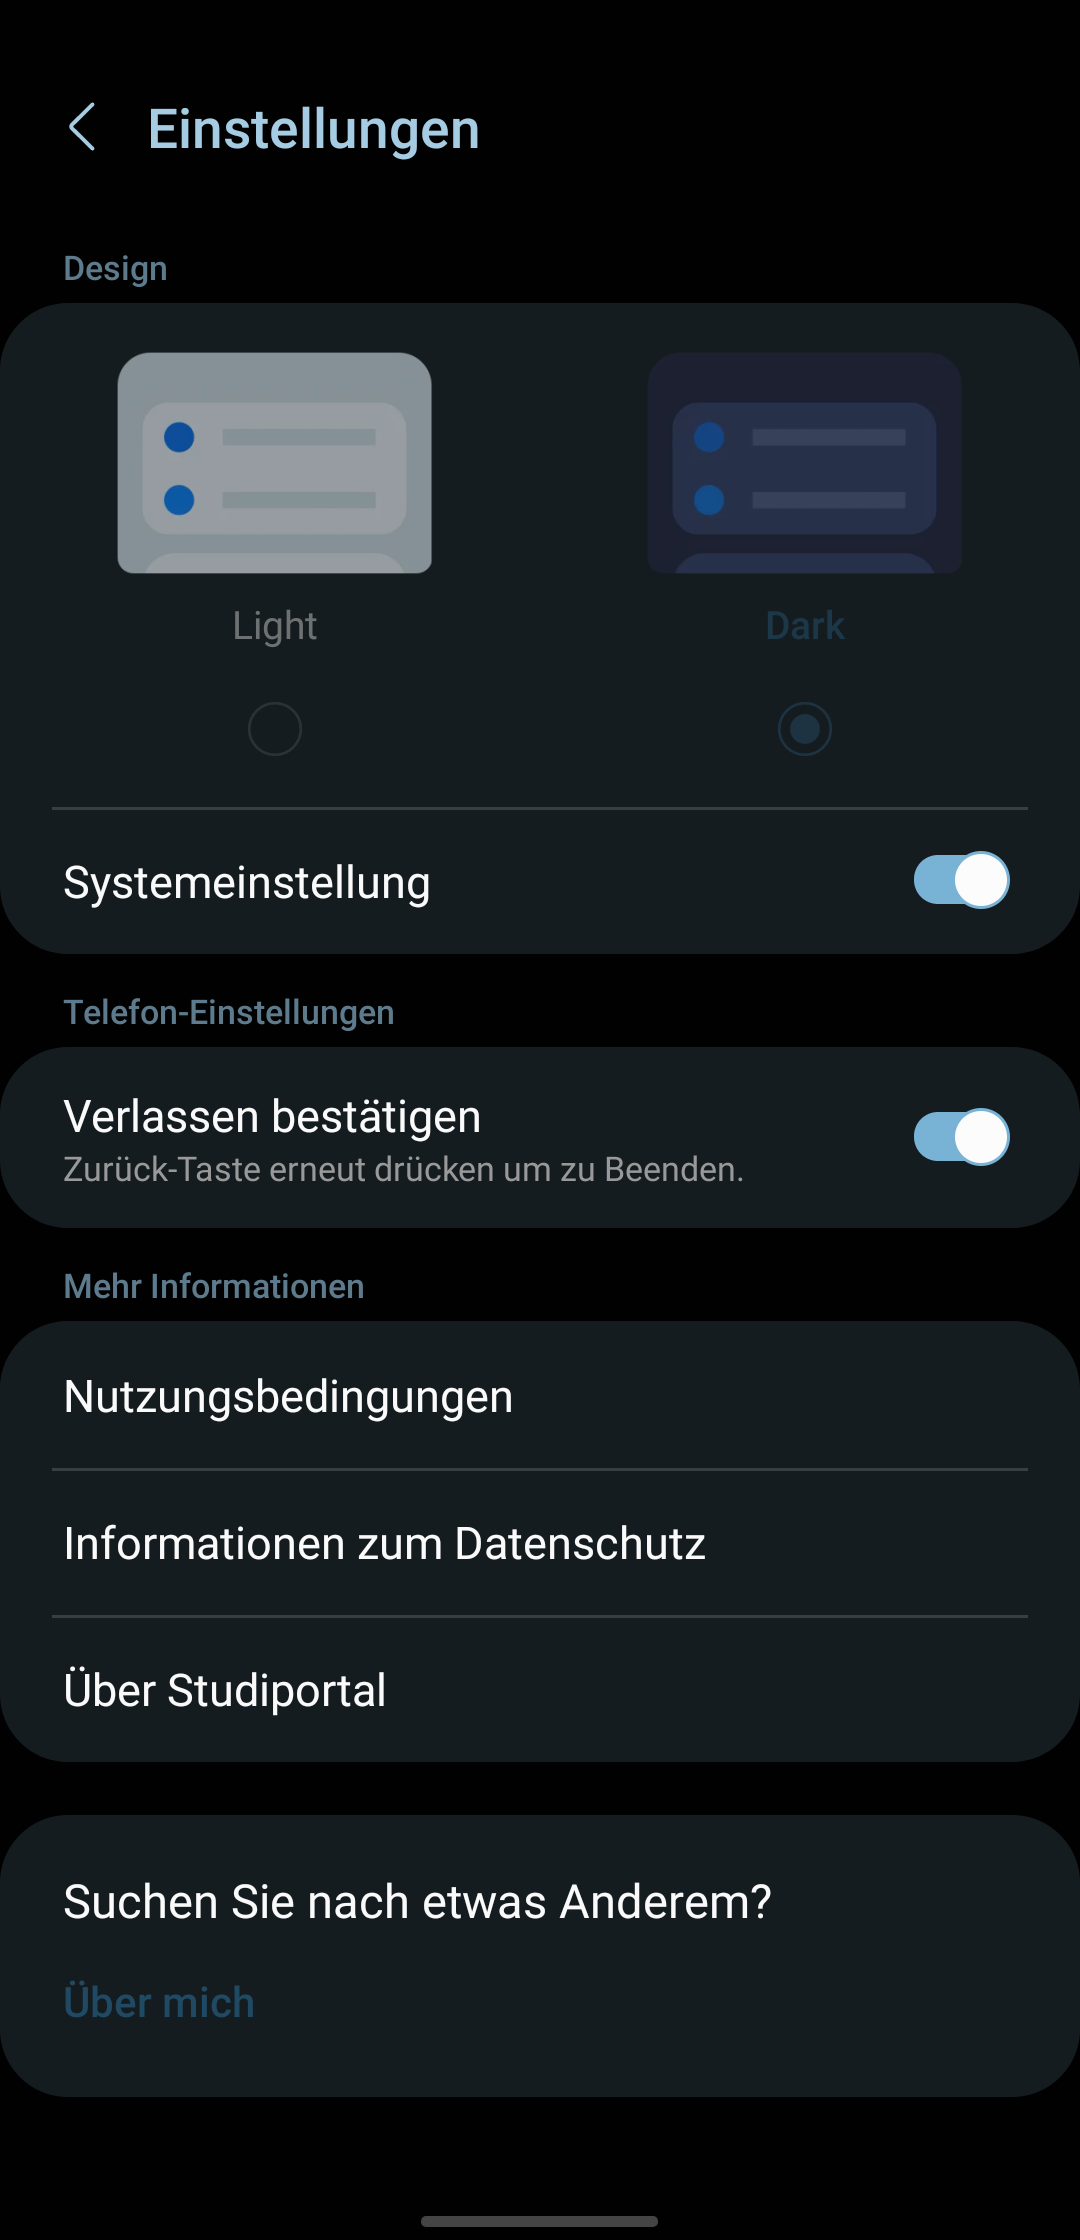 Einstellungen
Design
Light
Dark
Systemeinstellung
Telefon-Einstellungen
Verlassen bestätigen
Zurück-Taste erneut drücken um zu Beenden.
Mehr Informationen
Nutzungsbedingungen
Informationen zum Datenschutz
Über Studiportal
Suchen Sie nach etwas Anderem?
Über mich